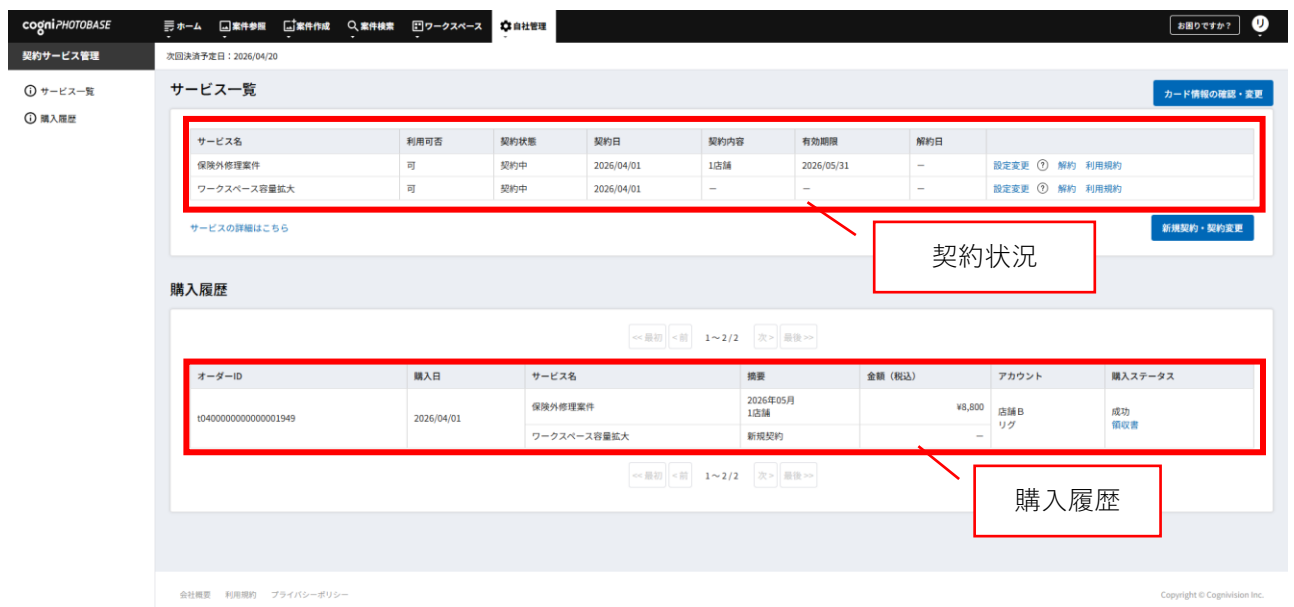 cogni PHOTOBASE ホーム 案件参照 案件作成 案件検索 ワークスペース 自社管理 お困りですか? リ
契約サービス管理 次回決済予定日:2026/04/20
サービス一覧
購入履歴
サービス一覧 カード情報の確認・変更
サービス名 利用可否 契約状態 契約日 契約内容 有効期限 解約日
保険外修理案件 可 契約中 2026/04/01 1店舗 2026/05/31 − 設定変更 ? 解約 利用規約
ワークスペース容量拡大 可 契約中 2026/04/01 − − − 設定変更 ? 解約 利用規約
サービスの詳細はこちら 新規契約・契約変更
契約状況
購入履歴
<< 最初 < 前 1~2/2 次 > 最後 >>
オーダーID 購入日 サービス名 摘要 金額(税込) アカウント 購入ステータス
t0400000000000001949 2026/04/01 保険外修理案件 2026年05月 1店舗 ¥8,800 店舗B リグ 成功 領収書
ワークスペース容量拡大 新規契約 −
<< 最初 < 前 1~2/2 次 > 最後 >>
購入履歴
会社概要 利用規約 プライバシーポリシー Copyright © Cognivision Inc.